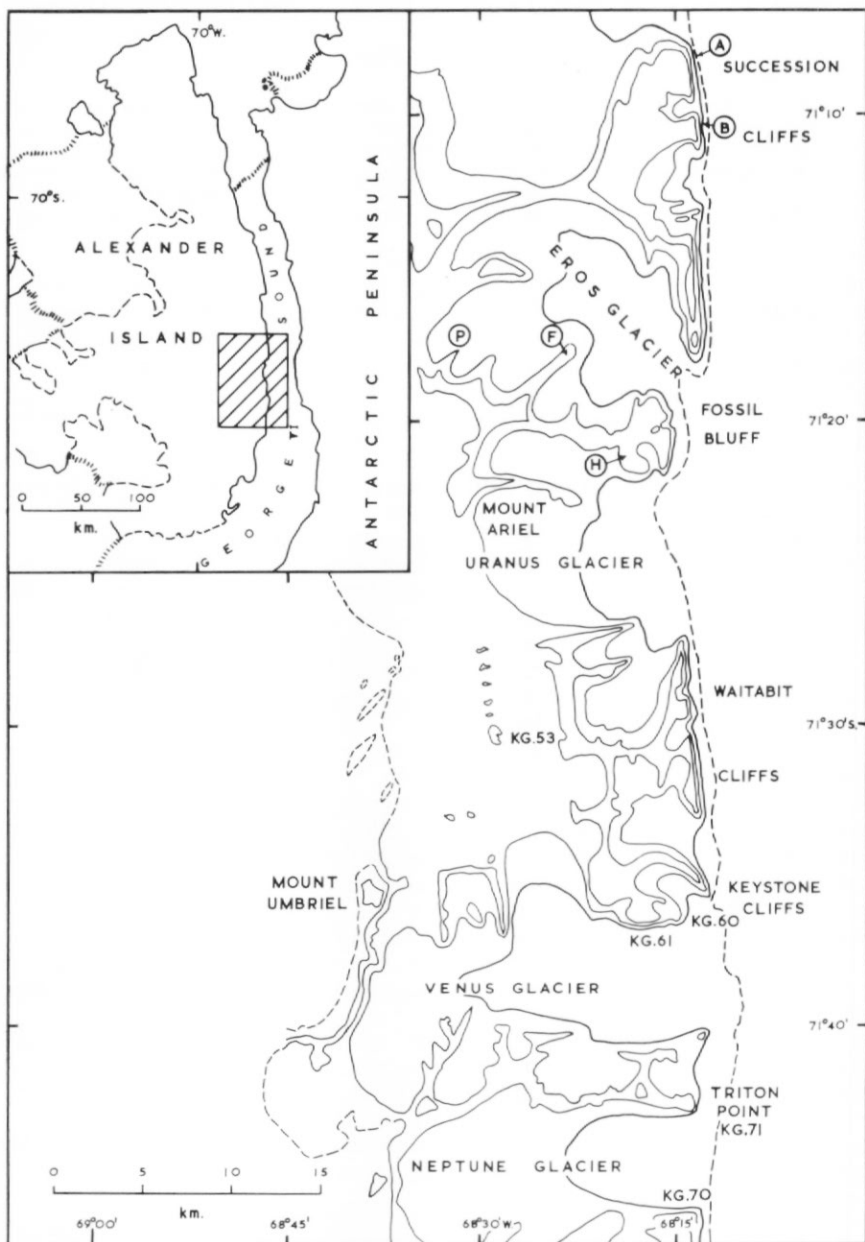 70°W.
70°S.
ALEXANDER
ISLAND
GEORGE VI SOUND
ANTARCTIC PENINSULA
0 50 100
km.
A
SUCCESSION
71°10'
B
CLIFFS
EROS GLACIER
P
F
FOSSIL
BLUFF
71°20'
H
MOUNT
ARIEL
URANUS GLACIER
WAITABIT
71°30'S.
KG.53
CLIFFS
MOUNT
UMBRIEL
KEYSTONE
CLIFFS
KG.60
KG.61
VENUS GLACIER
71°40'
TRITON
POINT
KG.71
NEPTUNE GLACIER
KG.70
0 5 10 15
km.
69°00'
68°45'
68°30'W.
68°15'